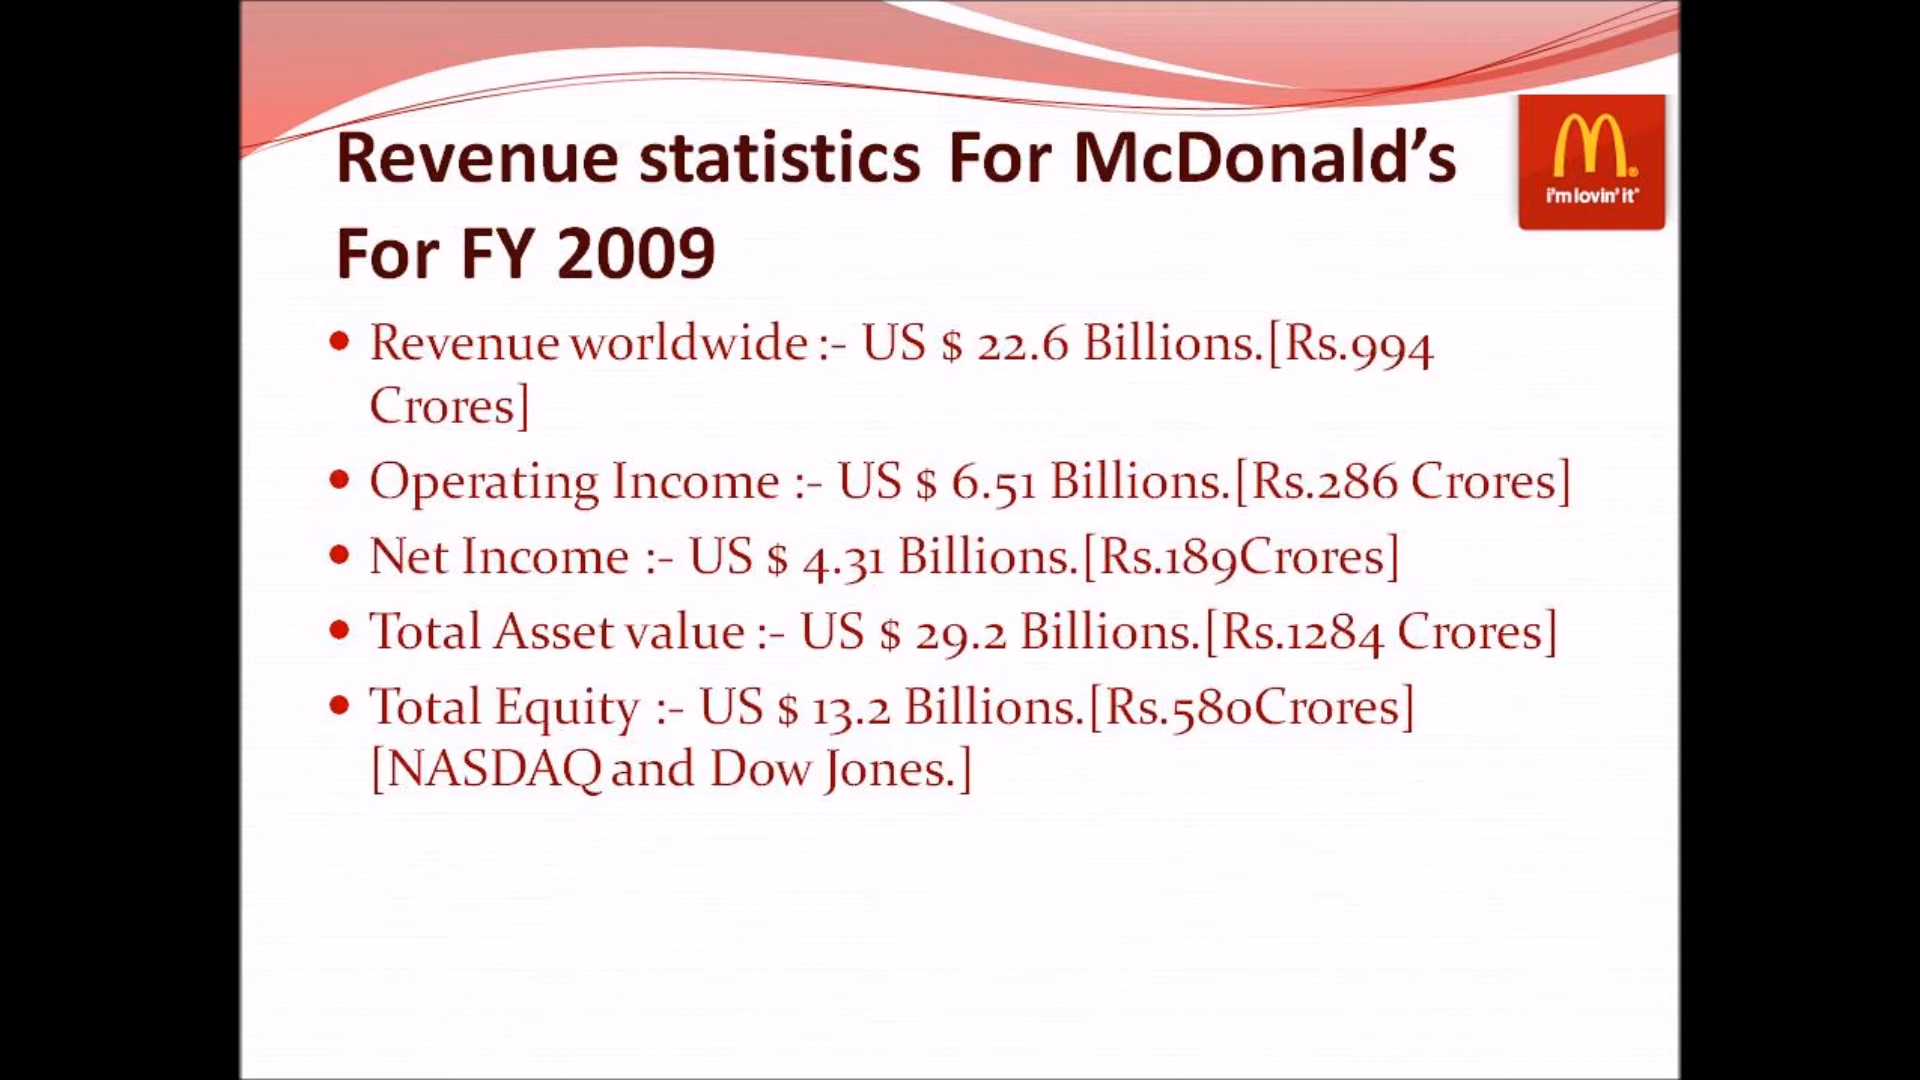 Revenue statistics For McDonald’s
For FY 2009
i'm lovin' it®
• Revenue worldwide :- US $ 22.6 Billions.[Rs.994
Crores]
• Operating Income :- US $ 6.51 Billions.[Rs.286 Crores]
• Net Income :- US $ 4.31 Billions.[Rs.189Crores]
• Total Asset value :- US $ 29.2 Billions.[Rs.1284 Crores]
• Total Equity :- US $ 13.2 Billions.[Rs.580Crores]
[NASDAQ and Dow Jones.]